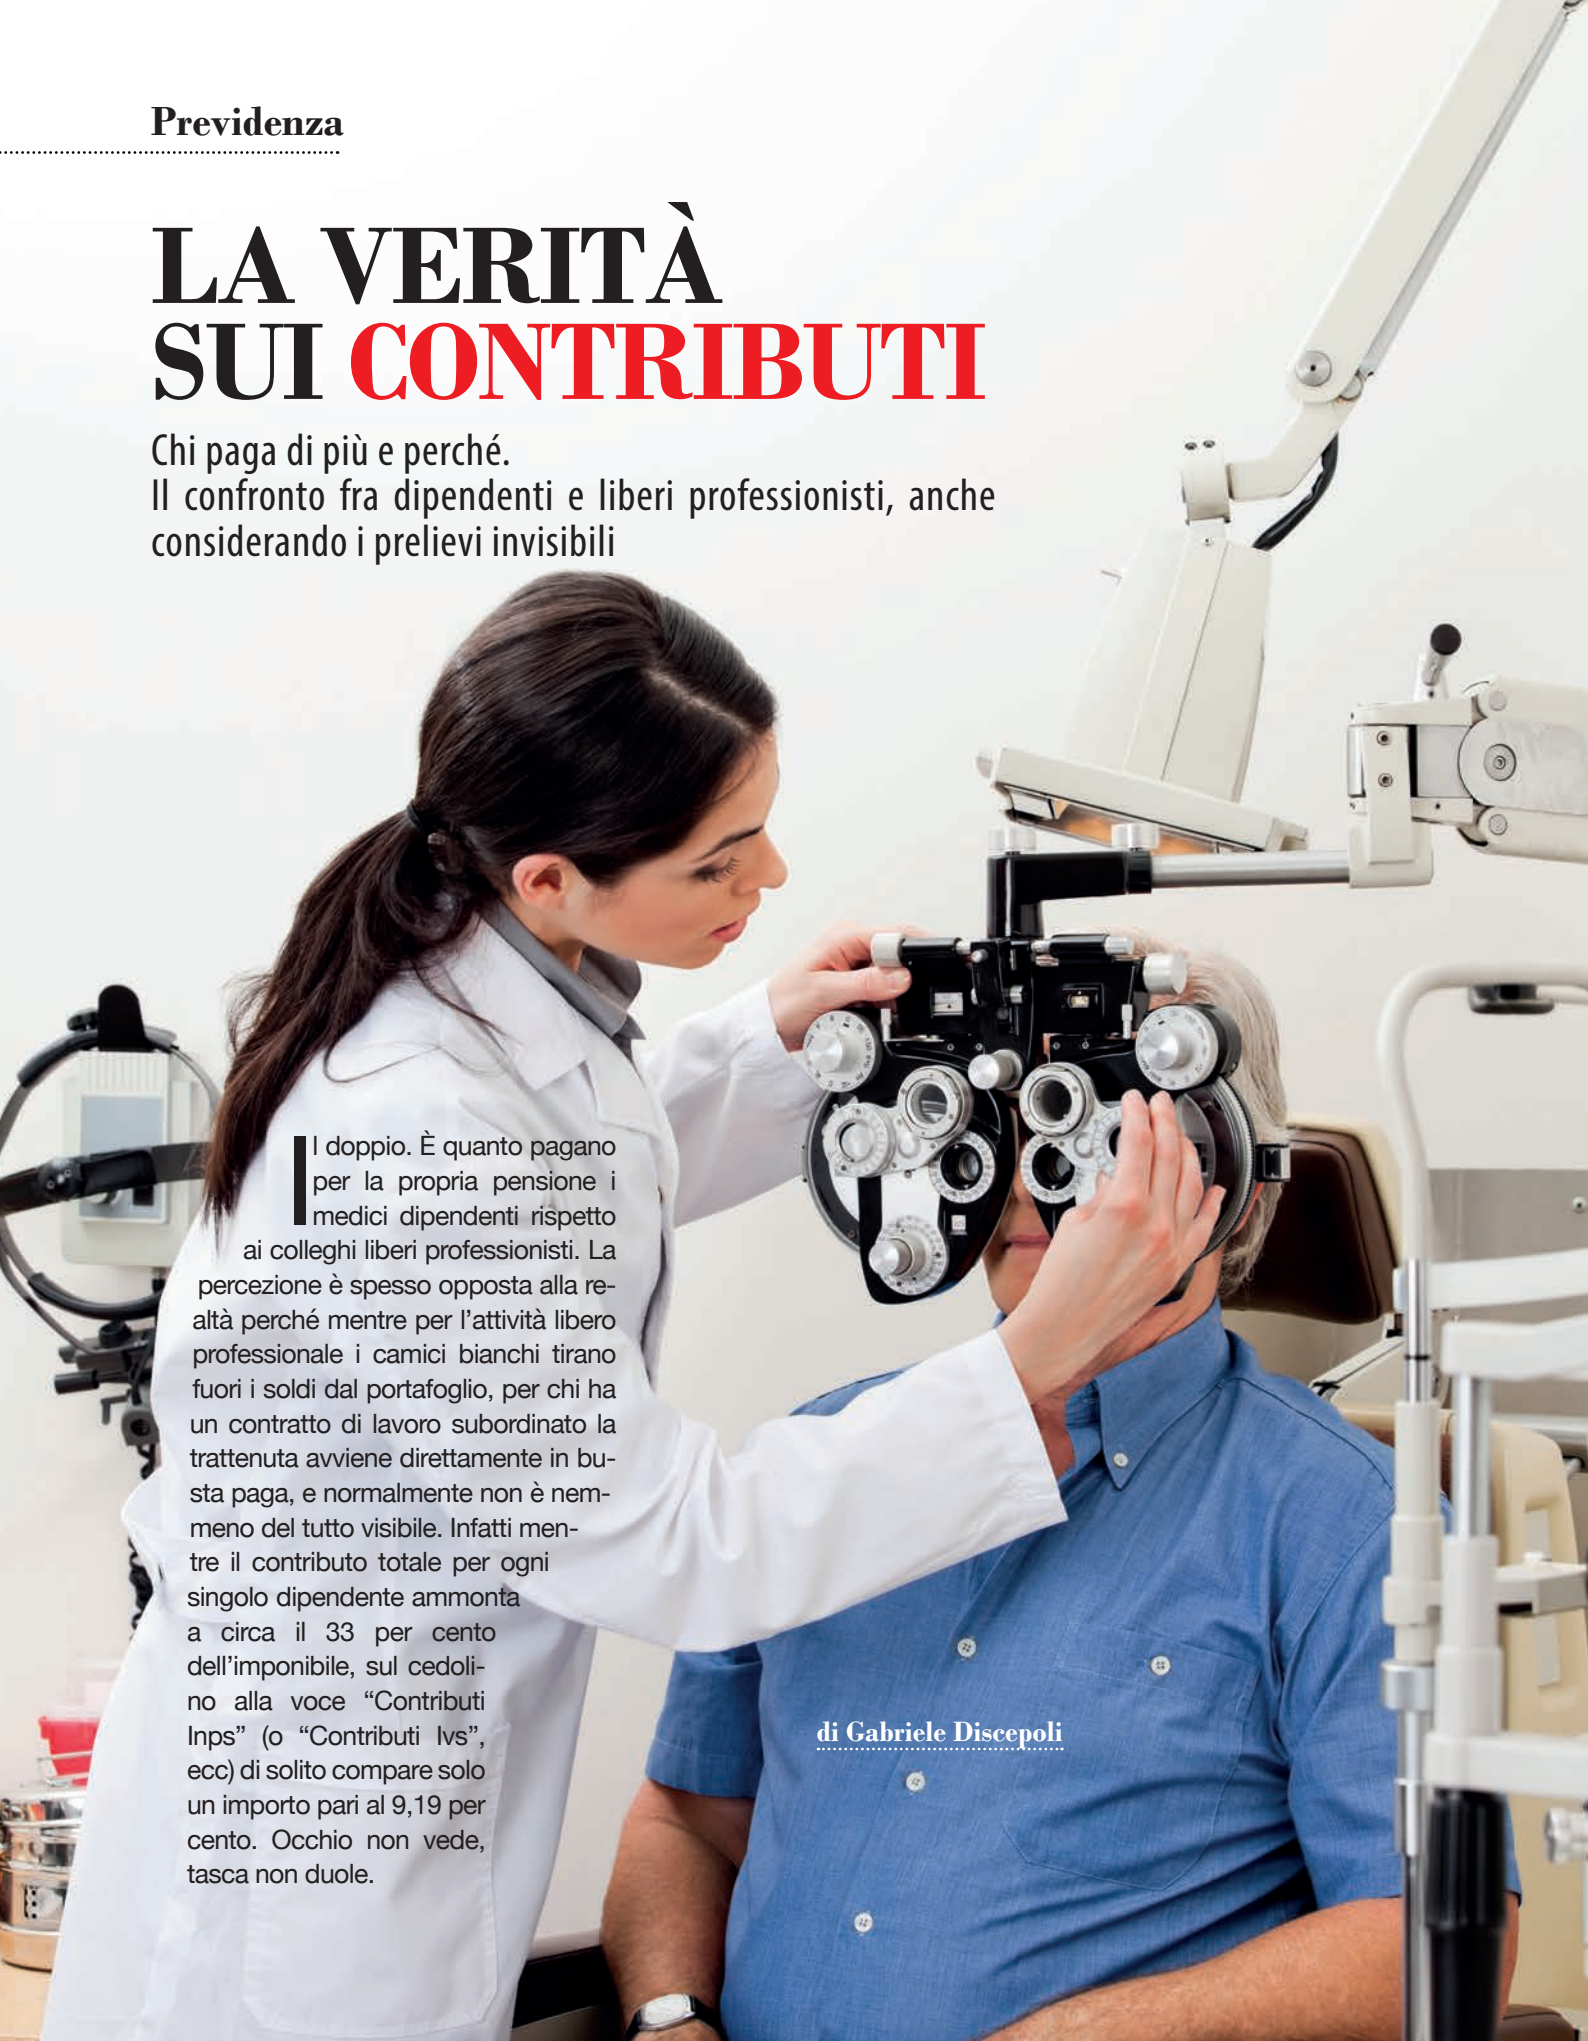 Previdenza
LA VERITÀ
SUI CONTRIBUTI
Chi paga di più e perché.
Il confronto fra dipendenti e liberi professionisti, anche
considerando i prelievi invisibili
Il doppio. È quanto pagano
per la propria pensione i
medici dipendenti rispetto
ai colleghi liberi professionisti. La
percezione è spesso opposta alla re-
altà perché mentre per l'attività libero
professionale i camici bianchi tirano
fuori i soldi dal portafoglio, per chi ha
un contratto di lavoro subordinato la
trattenuta avviene direttamente in bu-
sta paga, e normalmente non è nem-
meno del tutto visibile. Infatti men-
tre il contributo totale per ogni
singolo dipendente ammonta
a circa il 33 per cento
dell'imponibile, sul cedoli-
no alla voce “Contributi
Inps” (o “Contributi Ivs”,
ecc) di solito compare solo
un importo pari al 9,19 per
cento. Occhio non vede,
tasca non duole.
di Gabriele Discepoli